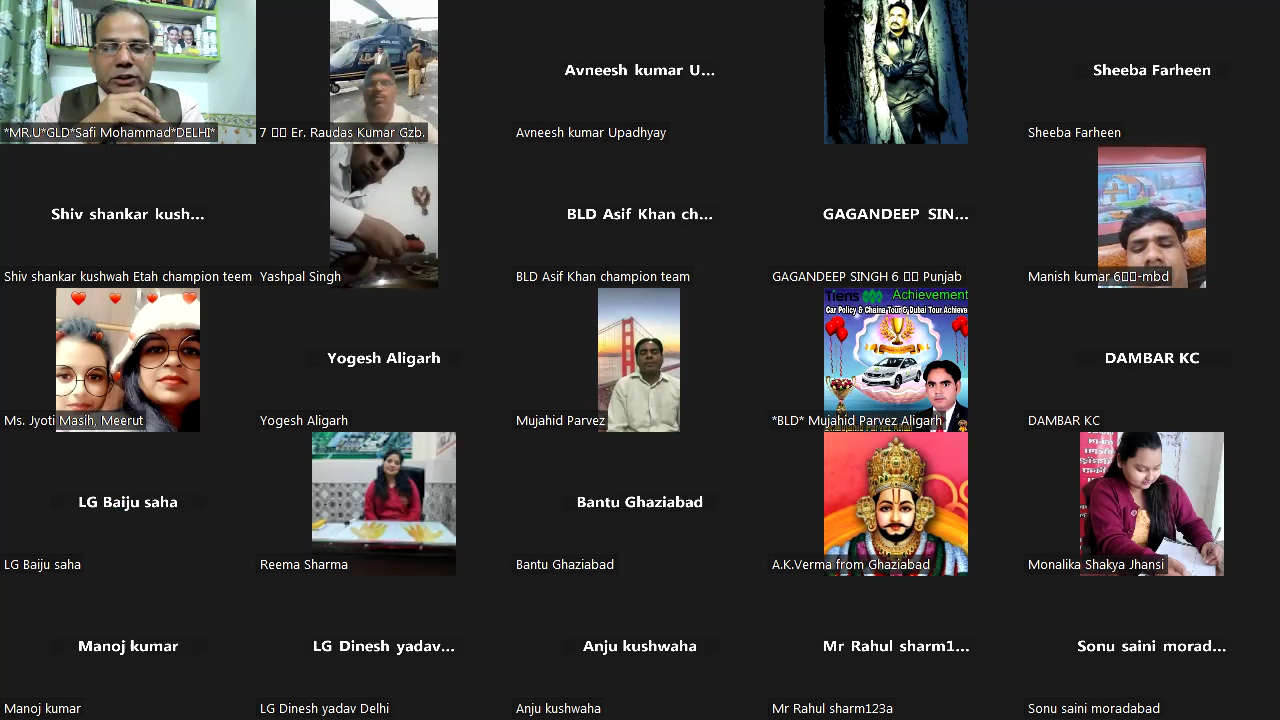 Avneesh kumar U...
Sheeba Farheen
*MR.U*GLD*Safi Mohammad*DELHI*
7 Er. Raudas Kumar Gzb.
Avneesh kumar Upadhyay
Sheeba Farheen
Shiv shankar kush...
BLD Asif Khan ch...
GAGANDEEP SIN...
Shiv shankar kushwah Etah champion teem
Yashpal Singh
BLD Asif Khan champion team
GAGANDEEP SINGH 6 Punjab
Manish kumar 6-mbd
Tiens Achievement
Car Policy & China Tour & Dubai Tour Achieve
Yogesh Aligarh
DAMBAR KC
Ms. Jyoti Masih, Meerut
Yogesh Aligarh
Mujahid Parvez
*BLD* Mujahid Parvez Aligarh
DAMBAR KC
LG Baiju saha
Bantu Ghaziabad
LG Baiju saha
Reema Sharma
Bantu Ghaziabad
A.K.Verma from Ghaziabad
Monalika Shakya Jhansi
Manoj kumar
LG Dinesh yadav...
Anju kushwaha
Mr Rahul sharm1...
Sonu saini morad...
Manoj kumar
LG Dinesh yadav Delhi
Anju kushwaha
Mr Rahul sharm123a
Sonu saini moradabad